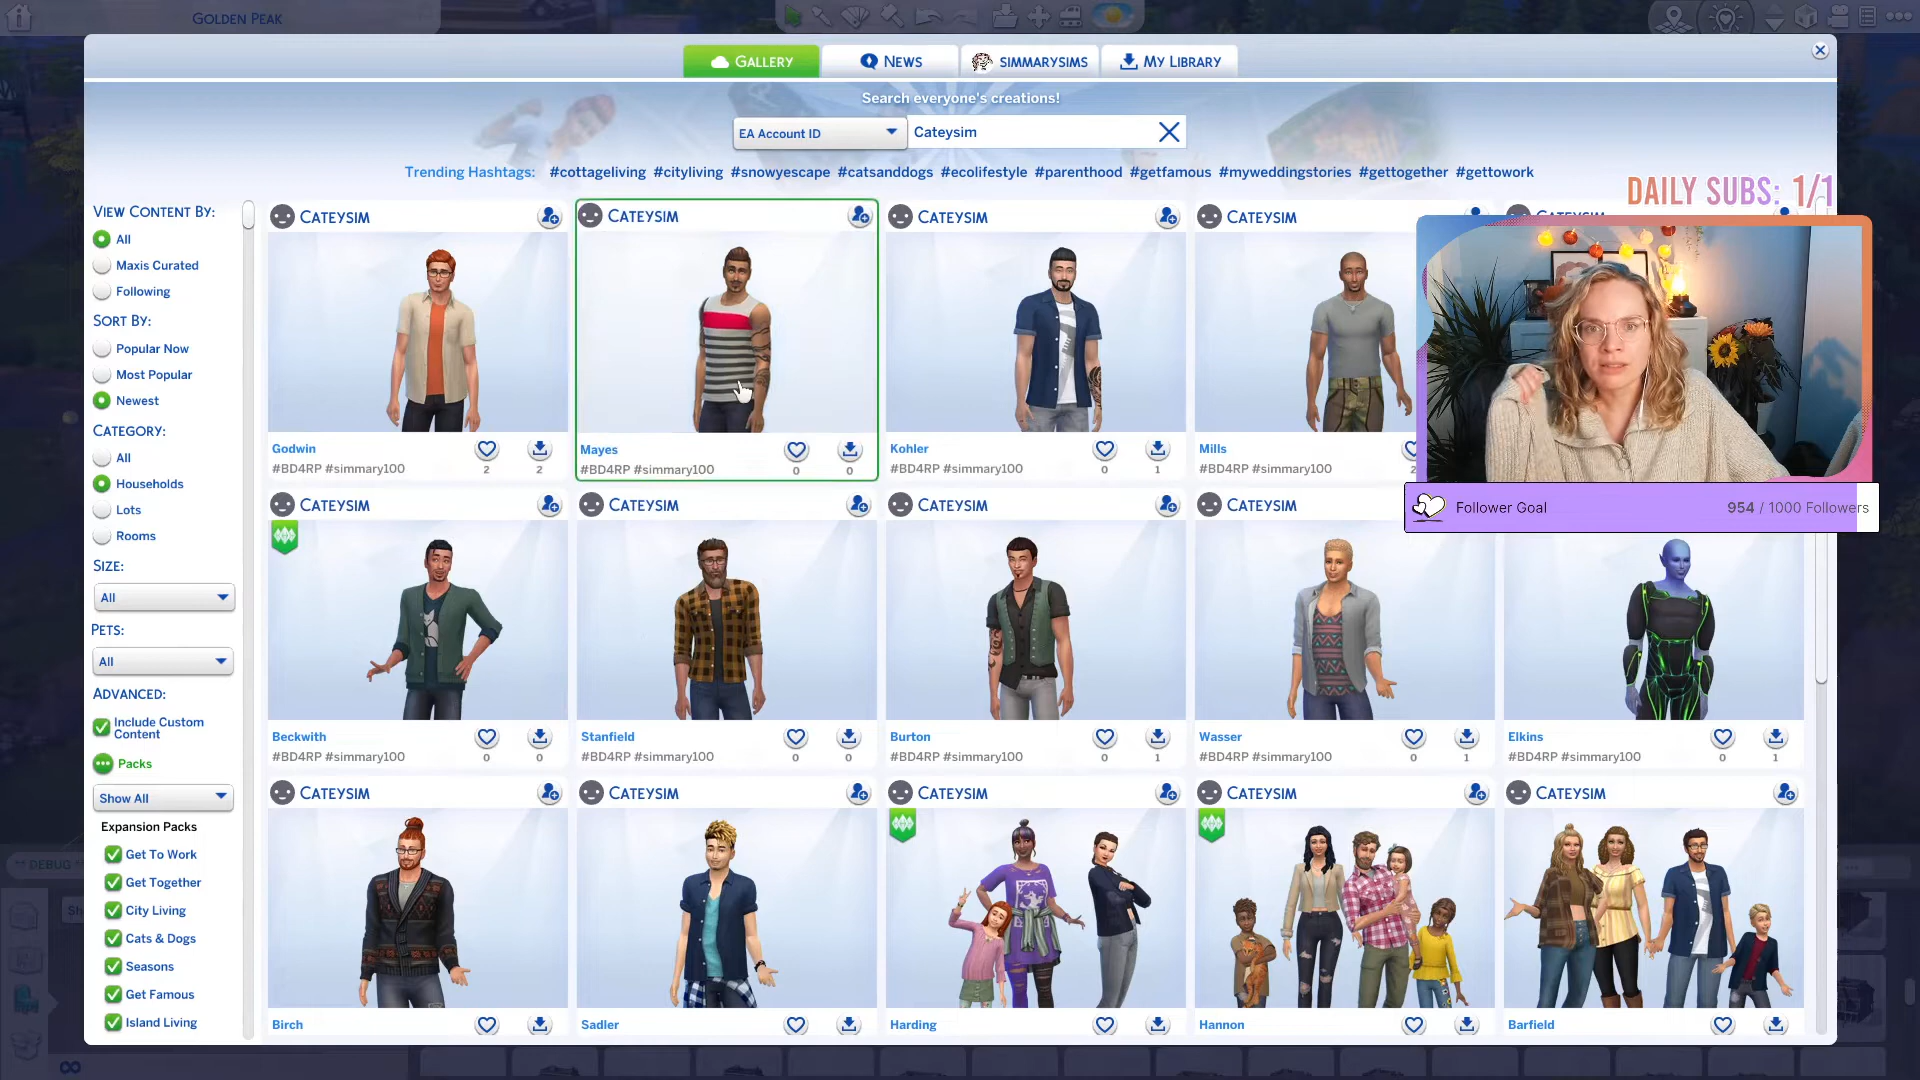 GOLDEN PEAK
GALLERY
NEWS
SIMMARYSIMS
MY LIBRARY
Search everyone's creations!
EA Account ID
Cateysim
Trending Hashtags: #cottageliving #cityliving #snowyescape #catsanddogs #ecolifestyle #parenthood #getfamous #myweddingstories #gettogether #gettowork
DAILY SUBS: 1/1
VIEW CONTENT BY:
All
Maxis Curated
Following
SORT BY:
Popular Now
Most Popular
Newest
CATEGORY:
All
Households
Lots
Rooms
SIZE:
All
PETS:
All
ADVANCED:
Include Custom
Content
Packs
Show All
Expansion Packs
Get To Work
Get Together
City Living
Cats & Dogs
Seasons
Get Famous
Island Living
CATEYSIM
CATEYSIM
CATEYSIM
CATEYSIM
CATEYSIM
Godwin
#BD4RP #simmary100
2
2
Mayes
#BD4RP #simmary100
0
0
Kohler
#BD4RP #simmary100
0
1
Mills
#BD4RP #simmary100
2
Follower Goal
954 / 1000 Followers
CATEYSIM
CATEYSIM
CATEYSIM
CATEYSIM
Beckwith
#BD4RP #simmary100
0
0
Stanfield
#BD4RP #simmary100
0
0
Burton
#BD4RP #simmary100
0
1
Wasser
#BD4RP #simmary100
0
1
Elkins
#BD4RP #simmary100
0
1
CATEYSIM
CATEYSIM
CATEYSIM
CATEYSIM
CATEYSIM
Birch
Sadler
Harding
Hannon
Barfield
DEBUG